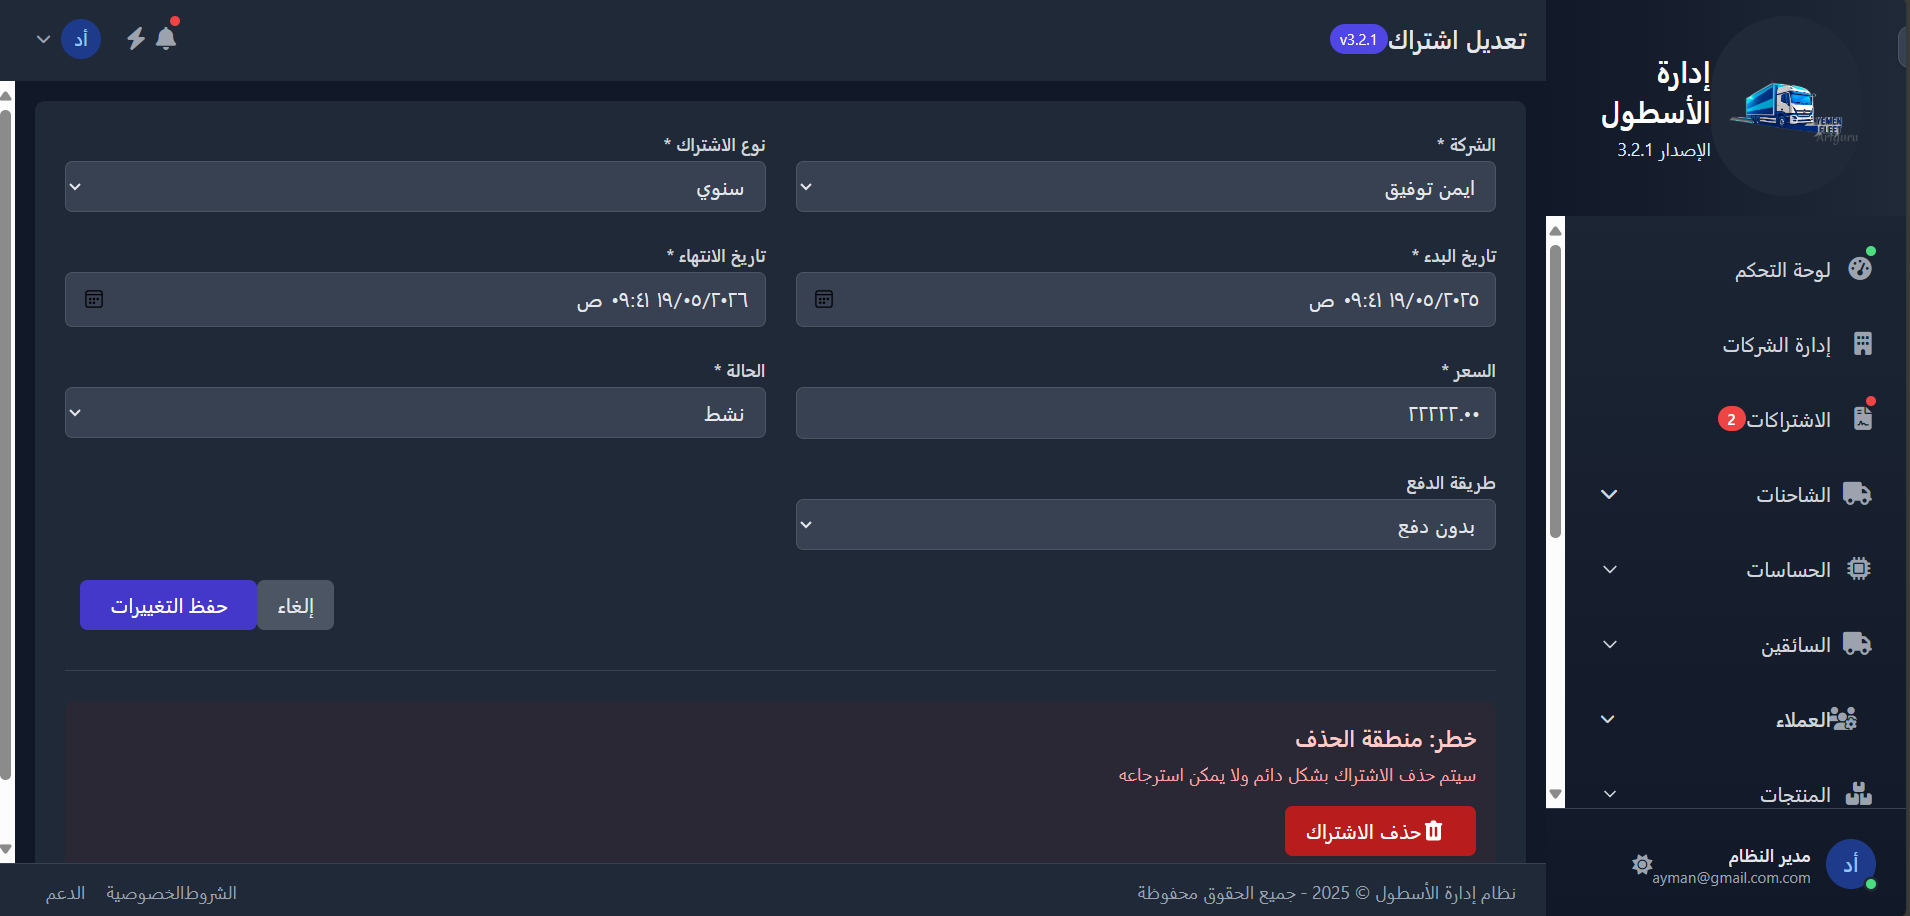 إدارة
الأسطول
الإصدار 3.2.1
YEMEN
FLEET
Artguru
لوحة التحكم
إدارة الشركات
الاشتراكات 2
الشاحنات
الحساسات
السائقين
العملاء
المنتجات
مدير النظام
ayman@gmail.com.com
أد
تعديل اشتراك v3.2.1
أد
الشركة *
ايمن توفيق
نوع الاشتراك *
سنوي
تاريخ البدء *
١٩/٠٥/٢٠٢٥ ٠٩:٤١ ص
تاريخ الانتهاء *
١٩/٠٥/٢٠٢٦ ٠٩:٤١ ص
السعر *
٢٢٢٢٢.٠٠
الحالة *
نشط
طريقة الدفع
بدون دفع
إلغاء
حفظ التغييرات
خطر: منطقة الحذف
سيتم حذف الاشتراك بشكل دائم ولا يمكن استرجاعه
حذف الاشتراك
نظام إدارة الأسطول © 2025 - جميع الحقوق محفوظة
الشروطالخصوصية الدعم